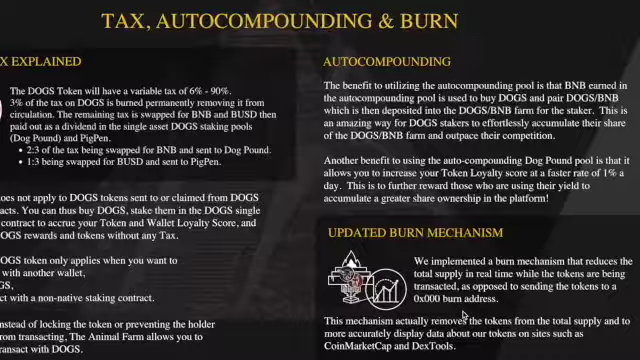 TAX, AUTOCOMPOUNDING & BURN
X EXPLAINED
The DOGS Token will have a variable tax of 6% - 90%.
3% of the tax on DOGS is burned permanently removing it from
circulation. The remaining tax is swapped for BNB and BUSD then
paid out as a dividend in the single asset DOGS staking pools
(Dog Pound) and PigPen.
• 2:3 of the tax being swapped for BNB and sent to Dog Pound.
• 1:3 being swapped for BUSD and sent to PigPen.
oes not apply to DOGS tokens sent to or claimed from DOGS
acts. You can thus buy DOGS, stake them in the DOGS single
contract to accrue your Token and Wallet Loyalty Score, and
OGS rewards and tokens without any Tax.
OGS token only applies when you want to
with another wallet,
GS,
ct with a non-native staking contract.
nstead of locking the token or preventing the holder
from transacting, The Animal Farm allows you to
ransact with DOGS.
AUTOCOMPOUNDING
The benefit to utilizing the autocompounding pool is that BNB earned in
the autocompounding pool is used to buy DOGS and pair DOGS/BNB
which is then deposited into the DOGS/BNB farm for the staker. This is
an amazing way for DOGS stakers to effortlessly accumulate their share
of the DOGS/BNB farm and outpace their competition.
Another benefit to using the auto-compounding Dog Pound pool is that it
allows you to increase your Token Loyalty score at a faster rate of 1% a
day. This is to further reward those who are using their yield to
accumulate a greater share ownership in the platform!
UPDATED BURN MECHANISM
We implemented a burn mechanism that reduces the
total supply in real time while the tokens are being
transacted, as opposed to sending the tokens to a
0x000 burn address.
This mechanism actually removes the tokens from the total supply and to
more accurately display data about our tokens on sites such as
CoinMarketCap and DexTools.